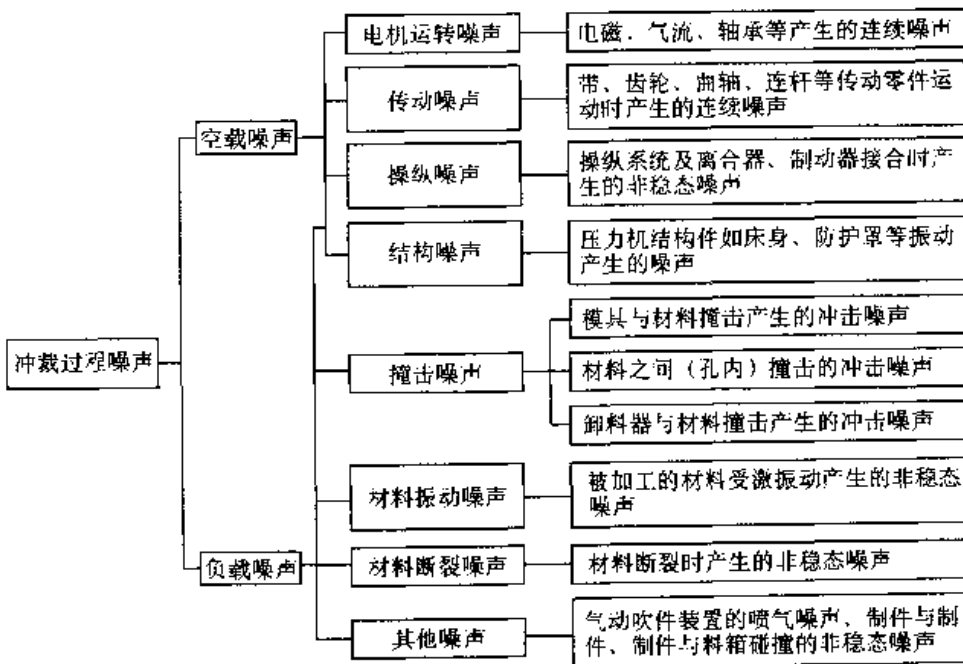 电机运转噪声
电磁、气流、轴承等产生的连续噪声
传动噪声
带、齿轮、曲轴、连杆等传动零件运
动时产生的连续噪声
空载噪声
操纵噪声
操纵系统及离合器、制动器接合时产
生的非稳态噪声
结构噪声
压力机结构件如床身、防护罩等振动
产生的噪声
冲裁过程噪声
撞击噪声
模具与材料撞击产生的冲击噪声
材料之间（孔内）撞击的冲击噪声
卸料器与材料撞击产生的冲击噪声
材料振动噪声
被加工的材料受激振动产生的非稳态
噪声
负载噪声
材料断裂噪声
材料断裂时产生的非稳态噪声
其他噪声
气动吹件装置的喷气噪声、制件与制
件、制件与料箱碰撞的非稳态噪声